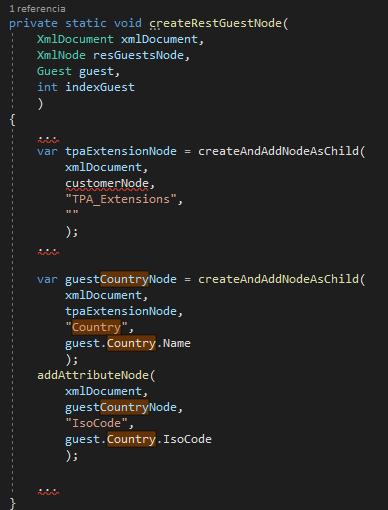 1 referencia
private static void createRestGuestNode(
XmlDocument xmlDocument,
XmlNode resGuestsNode,
Guest guest,
int indexGuest
)
{
...
var tpaExtensionNode = createAndAddNodeAsChild(
xmlDocument,
customerNode,
"TPA_Extensions",
""
);
...
var guestCountryNode = createAndAddNodeAsChild(
xmlDocument,
tpaExtensionNode,
"Country",
guest.Country.Name
);
addAttributeNode(
xmlDocument,
guestCountryNode,
"IsoCode",
guest.Country.IsoCode
);
...
}